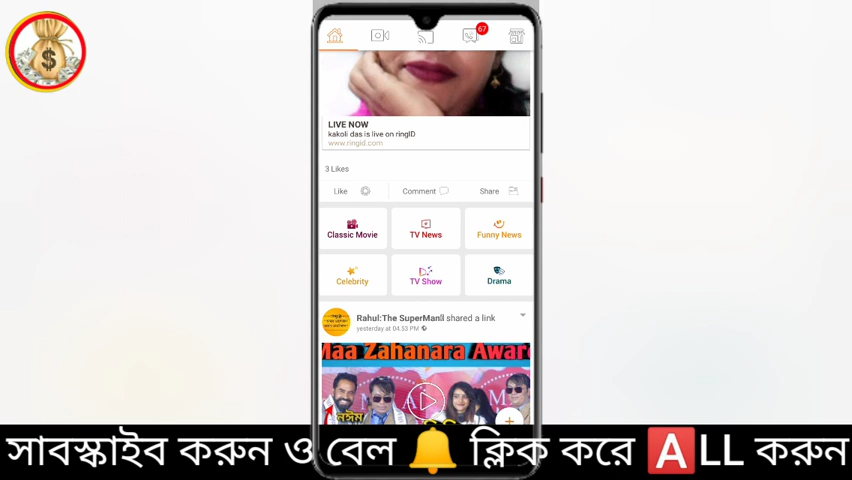 67
LIVE NOW
kakoli das is live on ringID
www.ringid.com
3 Likes
Like Comment Share
Classic Movie TV News Funny News
Celebrity TV Show Drama
Rahul:The SuperMan shared a link
yesterday at 04.53 PM
Maa Zahanara Awar
নঈম
সাবস্ক্রাইব করুন ও বেল 🔔 ক্লিক করে ALL করুন